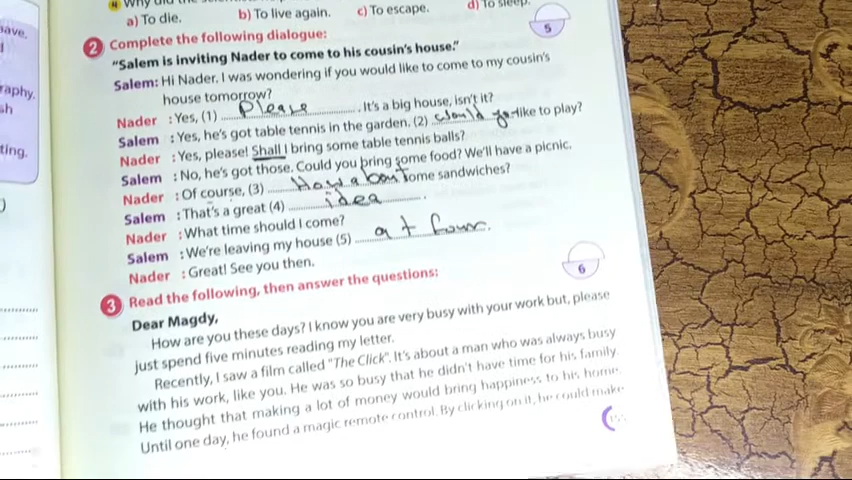 4 Why did the
a) To die. b) To live again. c) To escape. d) To sleep.
5
2 Complete the following dialogue:
"Salem is inviting Nader to come to his cousin's house."
Salem: Hi Nader. I was wondering if you would like to come to my cousin's
house tomorrow?
Nader : Yes, (1) Please. It's a big house, isn't it?
Salem : Yes, he's got table tennis in the garden. (2) would you like to play?
Nader : Yes, please! Shall I bring some table tennis balls?
Salem : No, he's got those. Could you bring some food? We'll have a picnic.
Nader : Of course, (3) How about some sandwiches?
Salem : That's a great (4) idea.
Nader : What time should I come?
Salem : We're leaving my house (5) at four.
Nader : Great! See you then.
6
3 Read the following, then answer the questions:
Dear Magdy,
How are you these days? I know you are very busy with your work but, please
just spend five minutes reading my letter.
Recently, I saw a film called "The Click". It's about a man who was always busy
with his work, like you. He was so busy that he didn't have time for his family.
He thought that making a lot of money would bring happiness to his home.
Until one day, he found a magic remote control. By clicking on it, he could make